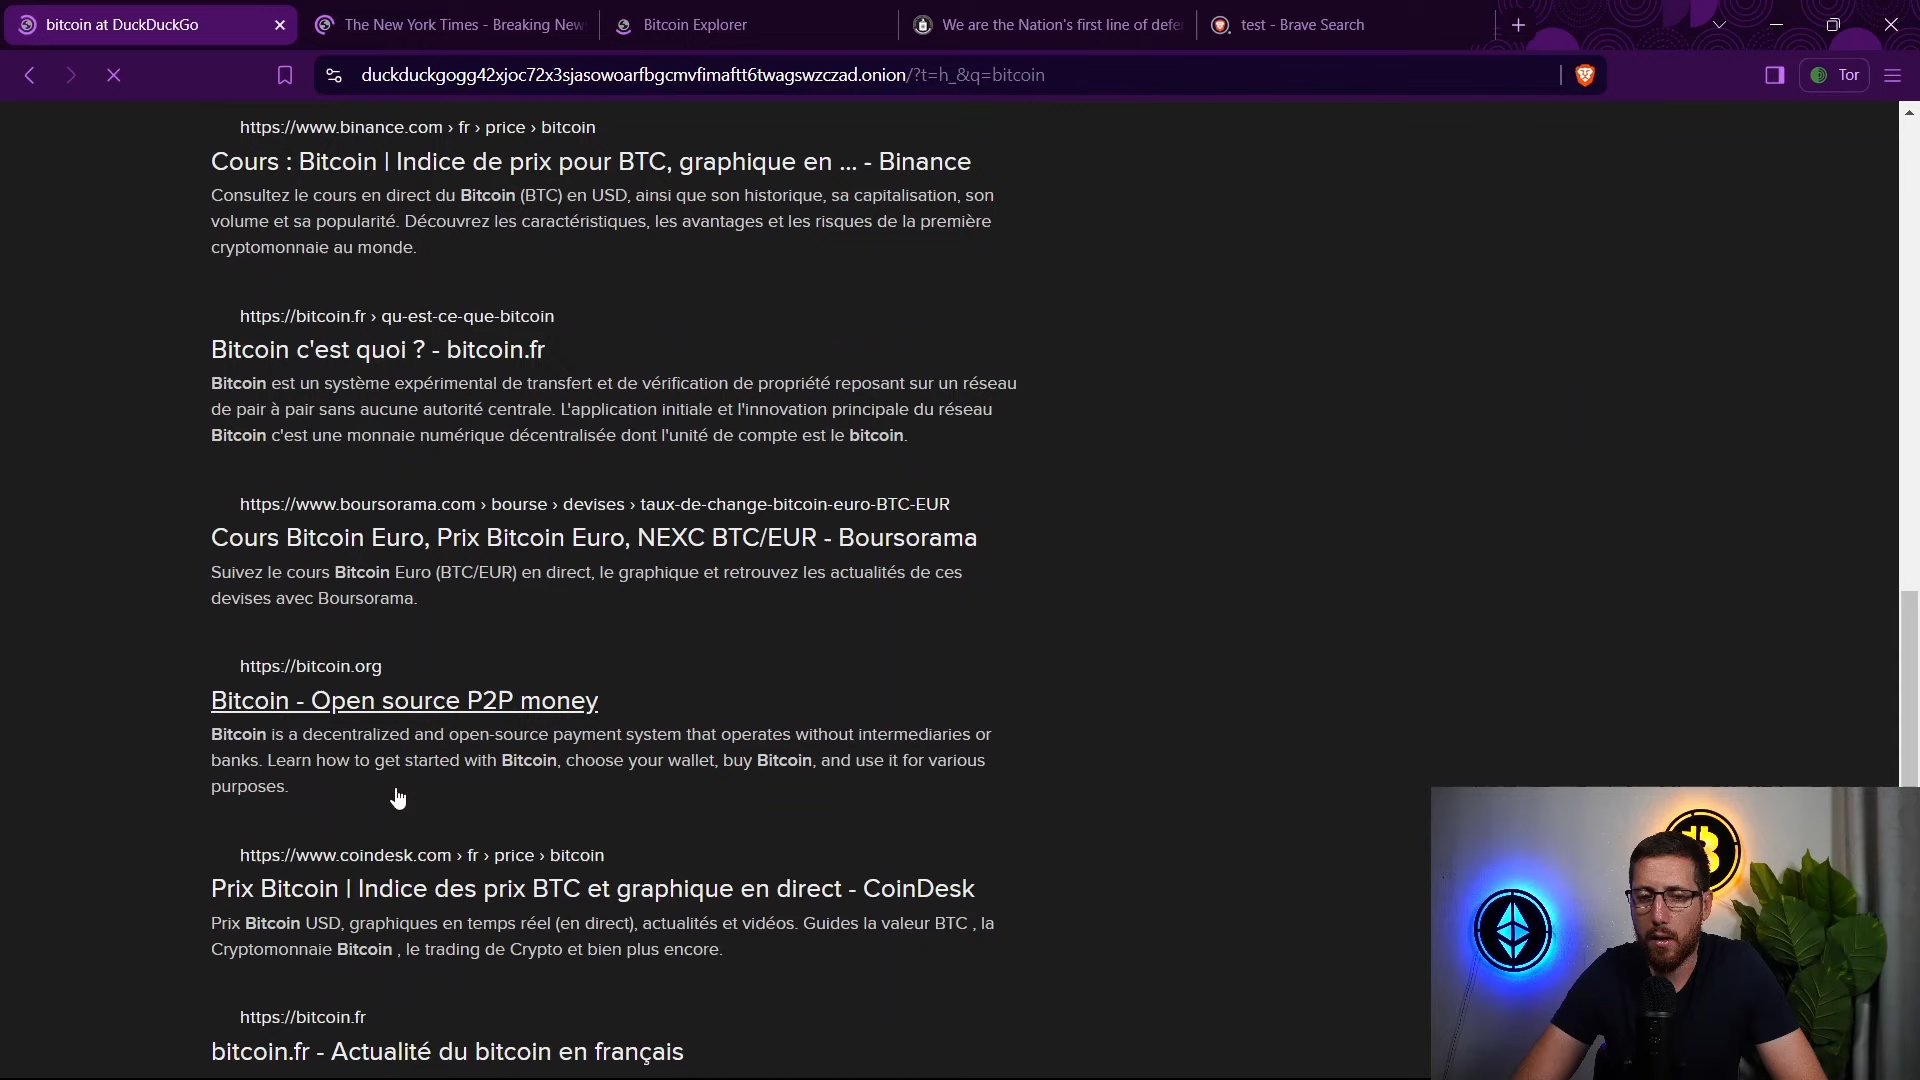 bitcoin at DuckDuckGo
The New York Times - Breaking New
Bitcoin Explorer
We are the Nation's first line of defe
test - Brave Search
duckduckgogg42xjoc72x3sjasowoarfbgcmvfimaftt6twagswzczad.onion/?t=h_&q=bitcoin
Tor
https://www.binance.com › fr › price › bitcoin
Cours : Bitcoin | Indice de prix pour BTC, graphique en ... - Binance
Consultez le cours en direct du Bitcoin (BTC) en USD, ainsi que son historique, sa capitalisation, son
volume et sa popularité. Découvrez les caractéristiques, les avantages et les risques de la première
cryptomonnaie au monde.
https://bitcoin.fr › qu-est-ce-que-bitcoin
Bitcoin c'est quoi ? - bitcoin.fr
Bitcoin est un système expérimental de transfert et de vérification de propriété reposant sur un réseau
de pair à pair sans aucune autorité centrale. L'application initiale et l'innovation principale du réseau
Bitcoin c'est une monnaie numérique décentralisée dont l'unité de compte est le bitcoin.
https://www.boursorama.com › bourse › devises › taux-de-change-bitcoin-euro-BTC-EUR
Cours Bitcoin Euro, Prix Bitcoin Euro, NEXC BTC/EUR - Boursorama
Suivez le cours Bitcoin Euro (BTC/EUR) en direct, le graphique et retrouvez les actualités de ces
devises avec Boursorama.
https://bitcoin.org
Bitcoin - Open source P2P money
Bitcoin is a decentralized and open-source payment system that operates without intermediaries or
banks. Learn how to get started with Bitcoin, choose your wallet, buy Bitcoin, and use it for various
purposes.
https://www.coindesk.com › fr › price › bitcoin
Prix Bitcoin | Indice des prix BTC et graphique en direct - CoinDesk
Prix Bitcoin USD, graphiques en temps réel (en direct), actualités et vidéos. Guides la valeur BTC , la
Cryptomonnaie Bitcoin , le trading de Crypto et bien plus encore.
https://bitcoin.fr
bitcoin.fr - Actualité du bitcoin en français